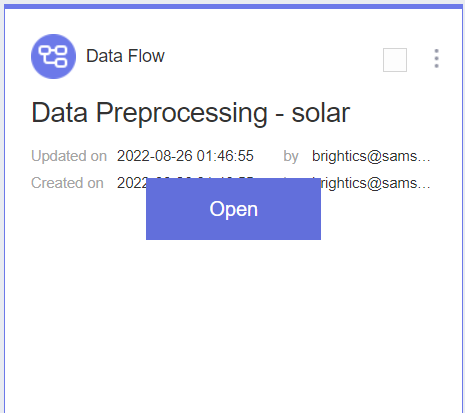 Data Flow
Data Preprocessing - solar
Updated on 2022-08-26 01:46:55 by brightics@sams...
Created on 2022 brightics@sams...
Open